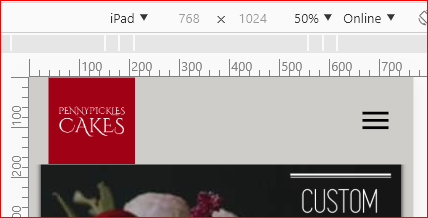 iPad ▼ 768 × 1024 50% ▼ Online ▼
100 200 300 400 500 600 700
100
200
PENNYPICKLES
CAKES
CUSTOM